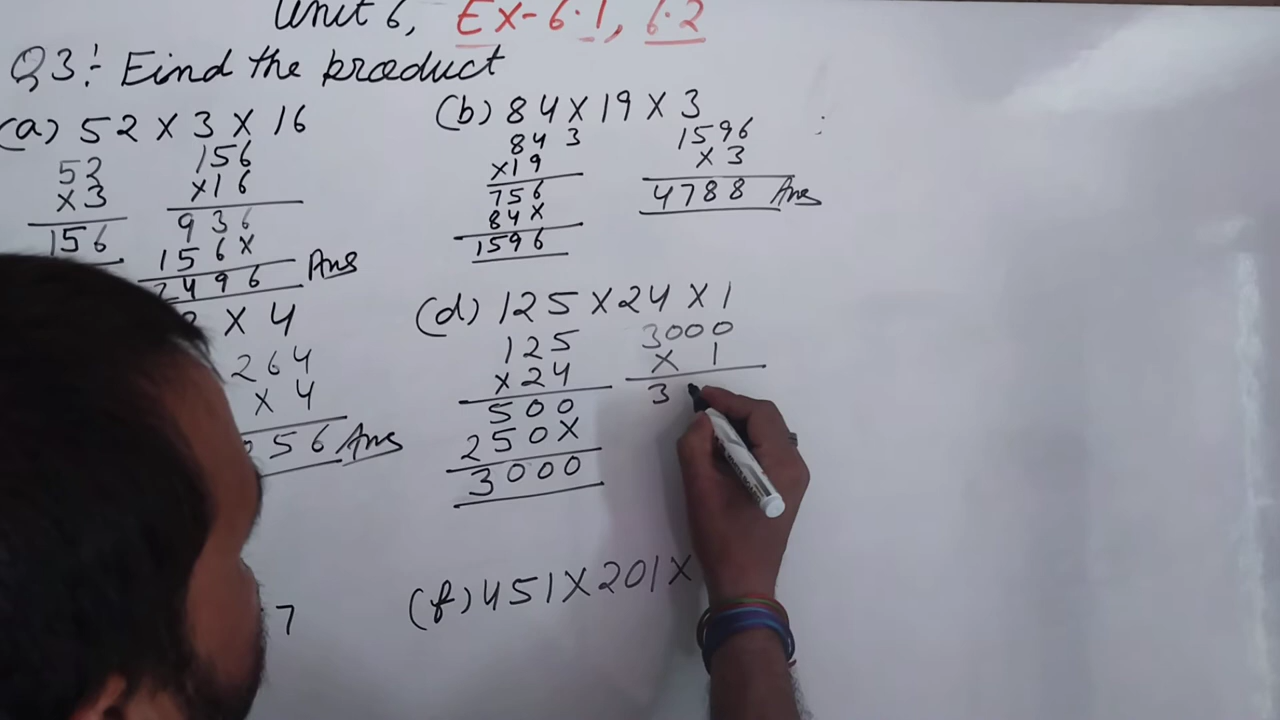 Unit 6, Ex-6.1, 6.2
Q3:- Find the product
(a) 52 X 3 X 16
52
X 3
156
156
X16
936
156X
2496 Ans
(b) 84 X 19 X 3
84 3
X19
756
84X
1596
1596
X 3
4788 Ans
X 4
264
X 4
56 Ans
(d) 125 X 24 X 1
125
X24
500
250X
3000
3000
X 1
3
7
(f) 451 X 201 X